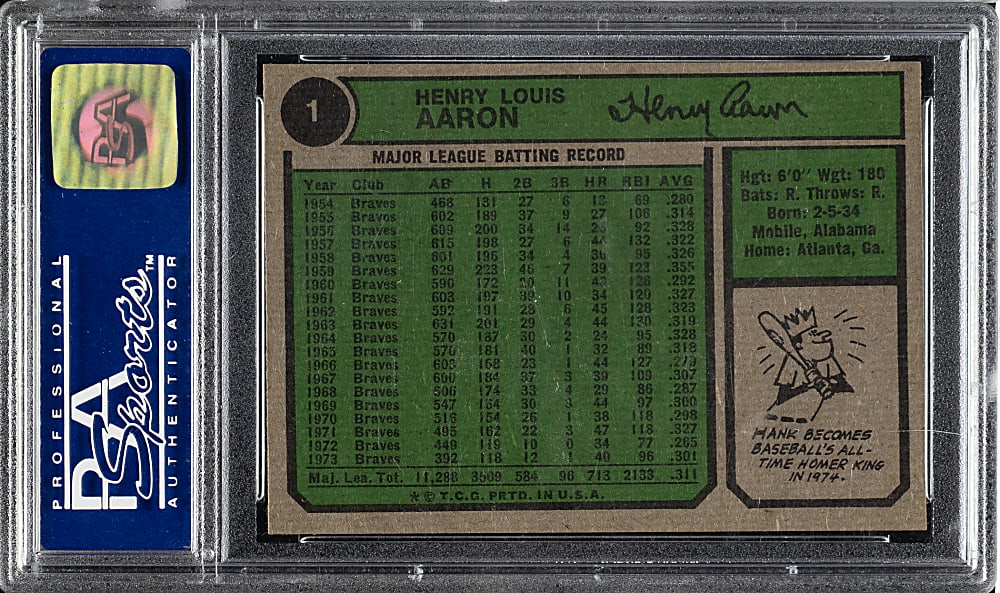 PSA
PROFESSIONAL
PSA Sports™
AUTHENTICATOR
1
HENRY LOUIS
AARON
Henry Aaron
MAJOR LEAGUE BATTING RECORD
Year Club AB H 2B 3B HR RBI AVG
1954 Braves 468 131 27 6 13 69 .280
1955 Braves 602 189 37 9 27 106 .314
1956 Braves 609 200 34 14 26 92 .328
1957 Braves 615 198 27 6 44 132 .322
1958 Braves 601 196 34 4 30 95 .326
1959 Braves 629 223 46 7 39 123 .355
1960 Braves 590 172 20 11 40 126 .292
1961 Braves 603 197 39 10 34 120 .327
1962 Braves 592 191 28 6 45 128 .323
1963 Braves 631 201 29 4 44 130 .319
1964 Braves 570 187 30 2 24 95 .328
1965 Braves 570 181 40 1 32 89 .318
1966 Braves 603 168 23 1 44 127 .279
1967 Braves 600 184 37 3 39 109 .307
1968 Braves 606 174 33 4 29 86 .287
1969 Braves 547 164 30 3 44 97 .300
1970 Braves 516 154 26 1 38 118 .298
1971 Braves 495 162 22 3 47 118 .327
1972 Braves 449 119 10 0 34 77 .265
1973 Braves 392 118 12 1 40 96 .301
Maj. Lea. Tot. 11,288 3509 584 96 713 2133 .311
* © T.C.G. PRTD. IN U.S.A.
Hgt: 6'0" Wgt: 180
Bats: R. Throws: R.
Born: 2-5-34
Mobile, Alabama
Home: Atlanta, Ga.
HANK BECOMES
BASEBALL'S ALL-
TIME HOMER KING
IN 1974.